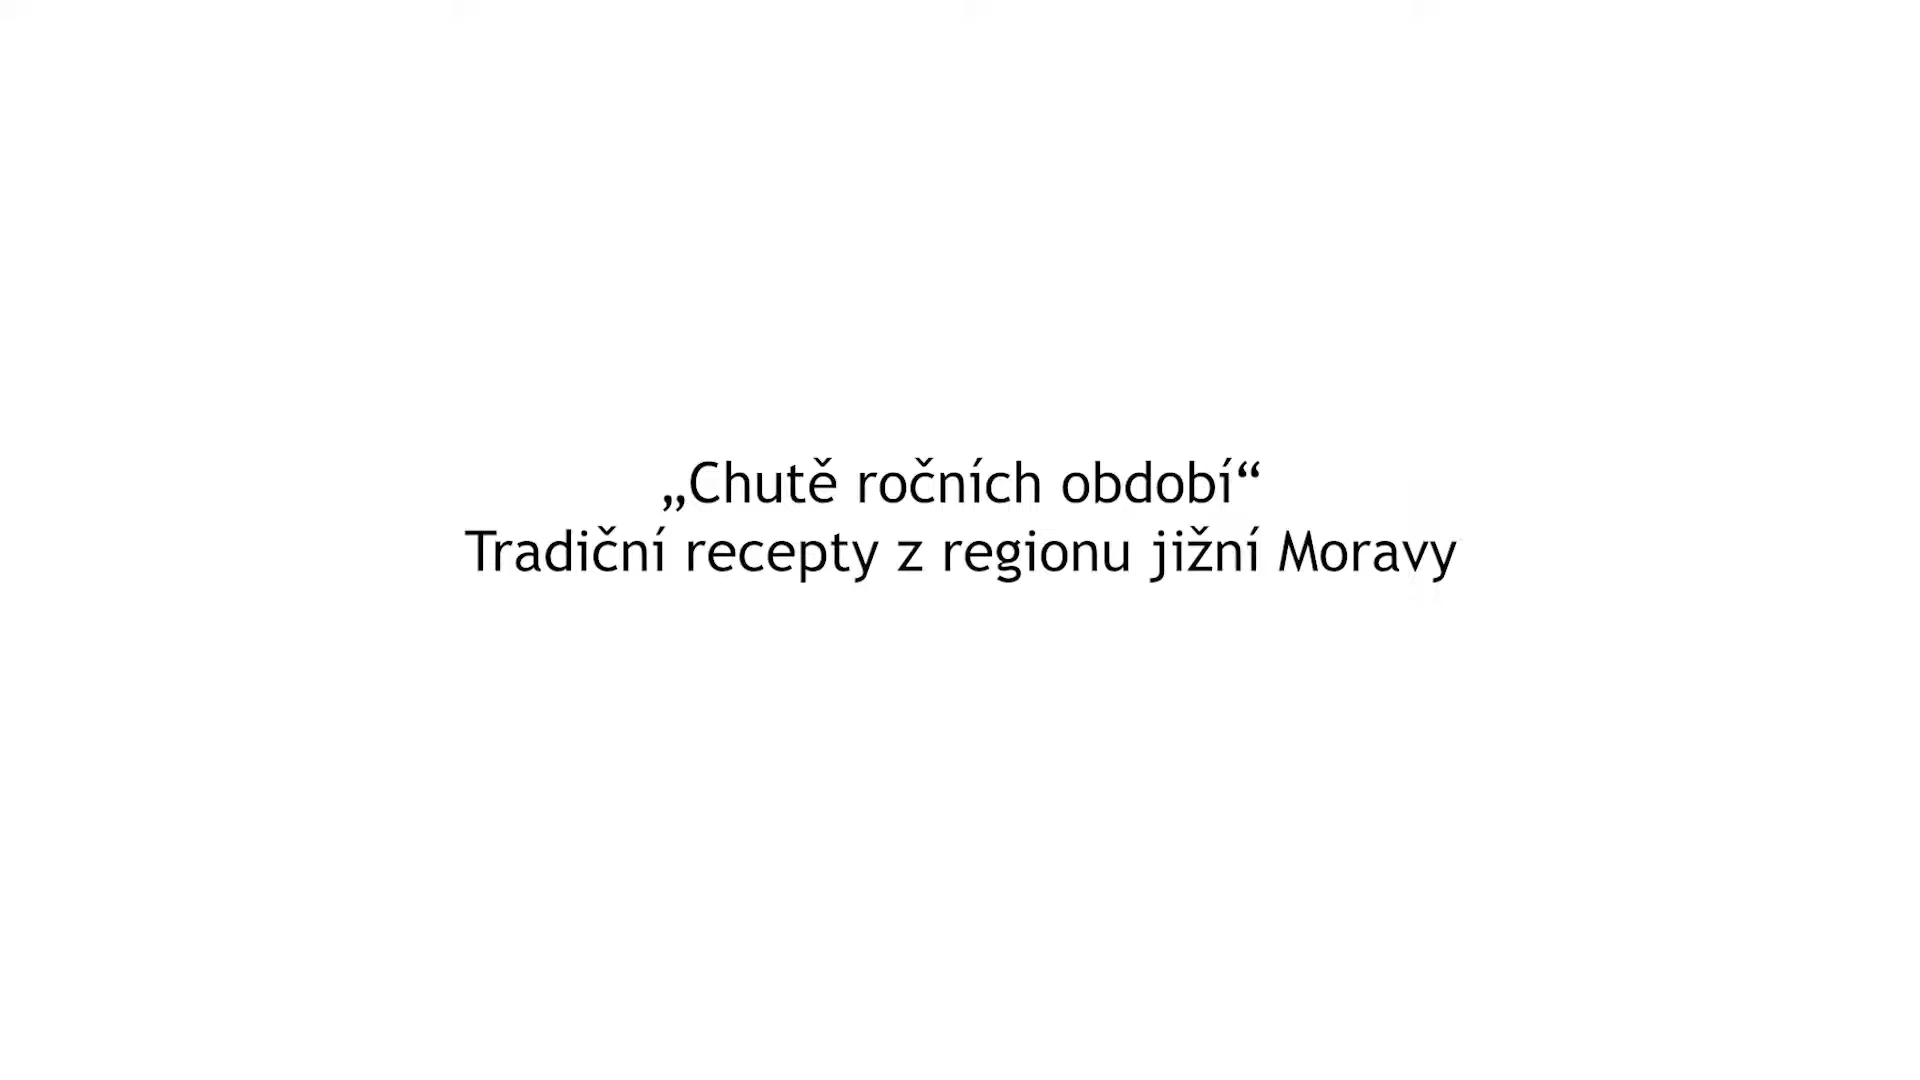 „Chutě ročních období“
Tradiční recepty z regionu jižní Moravy